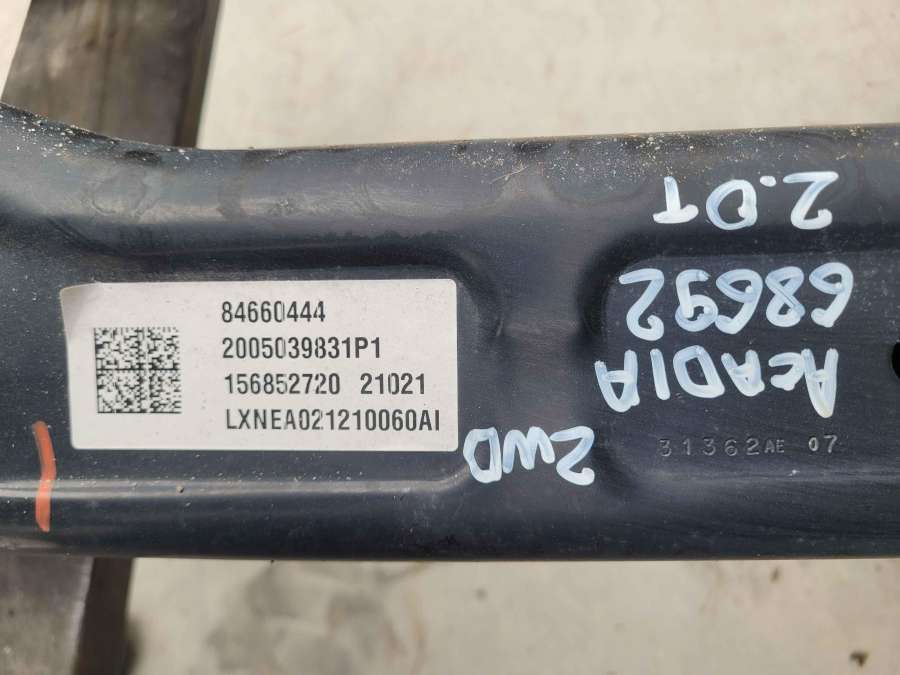 84660444
2005039831P1
156852720 21021
LXNEA021210060AI
2.0T
68692
ACADIA
2WD
31362AE 07